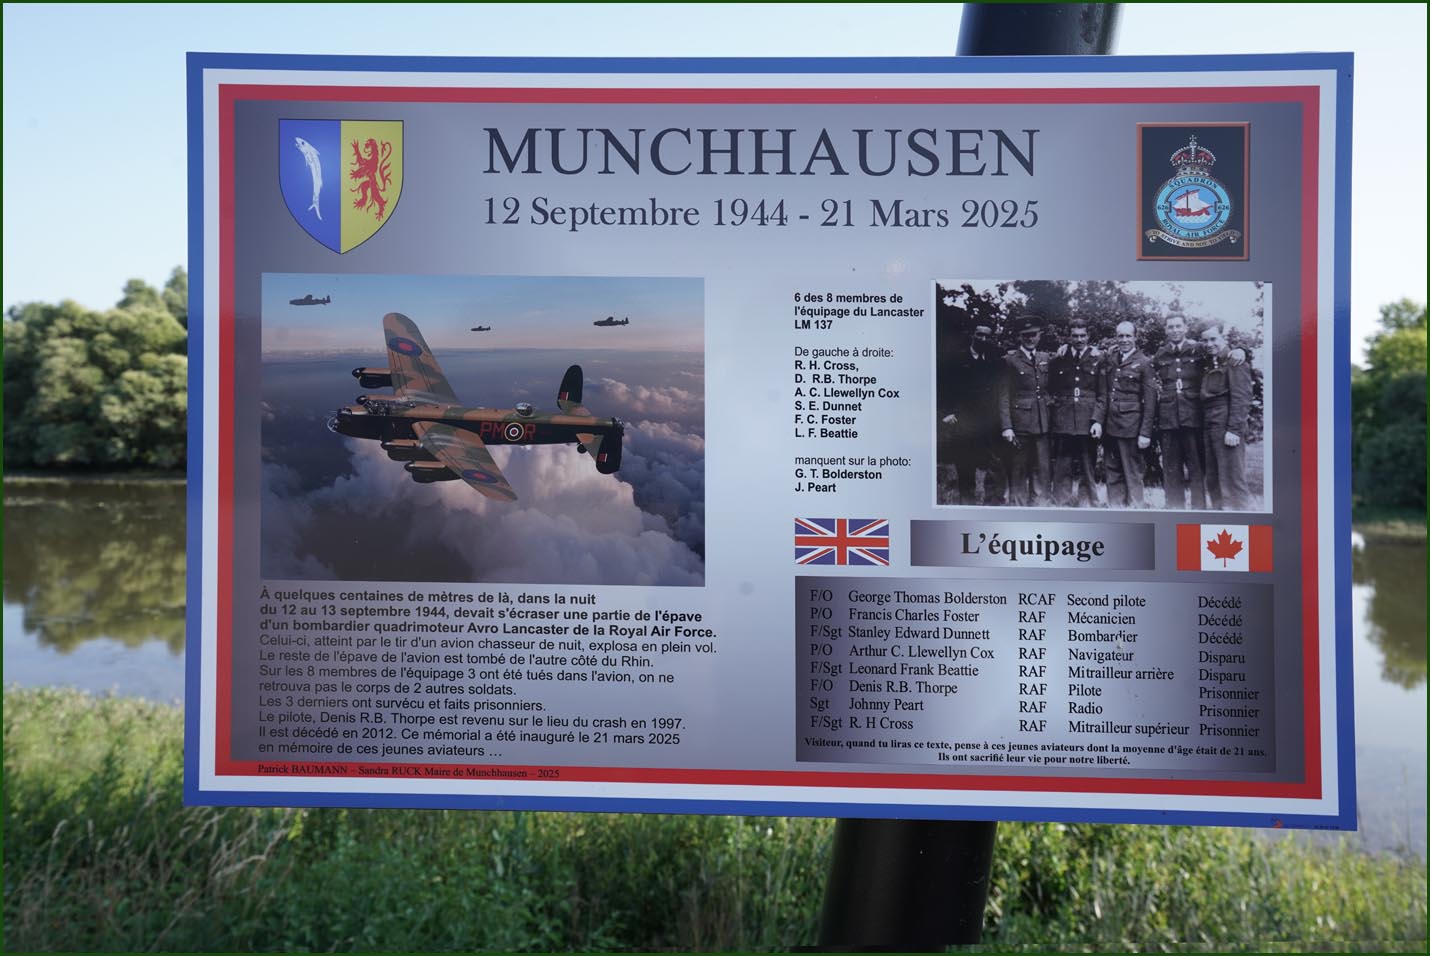 MUNCHHAUSEN
12 Septembre 1944 - 21 Mars 2025
SQUADRON
626 626
ROYAL AIR FORCE
TO STRIVE AND NOT TO YIELD
PM R
6 des 8 membres de
l'équipage du Lancaster
LM 137
De gauche à droite:
R. H. Cross,
D. R.B. Thorpe
A. C. Llewellyn Cox
S. E. Dunnet
F. C. Foster
L. F. Beattie
manquent sur la photo:
G. T. Bolderston
J. Peart
L'équipage
À quelques centaines de mètres de là, dans la nuit
du 12 au 13 septembre 1944, devait s'écraser une partie de l'épave
d'un bombardier quadrimoteur Avro Lancaster de la Royal Air Force.
Celui-ci, atteint par le tir d'un avion chasseur de nuit, explosa en plein vol.
Le reste de l'épave de l'avion est tombé de l'autre côté du Rhin.
Sur les 8 membres de l'équipage 3 ont été tués dans l'avion, on ne
retrouva pas le corps de 2 autres soldats.
Les 3 derniers ont survécu et faits prisonniers.
Le pilote, Denis R.B. Thorpe est revenu sur le lieu du crash en 1997.
Il est décédé en 2012. Ce mémorial a été inauguré le 21 mars 2025
en mémoire de ces jeunes aviateurs ...
Patrick BAUMANN – Sandra RUCK Maire de Munchhausen – 2025
F/O George Thomas Bolderston RCAF Second pilote Décédé
P/O Francis Charles Foster RAF Mécanicien Décédé
F/Sgt Stanley Edward Dunnett RAF Bombardier Décédé
P/O Arthur C. Llewellyn Cox RAF Navigateur Disparu
F/Sgt Leonard Frank Beattie RAF Mitrailleur arrière Disparu
F/O Denis R.B. Thorpe RAF Pilote Prisonnier
Sgt Johnny Peart RAF Radio Prisonnier
F/Sgt R. H Cross RAF Mitrailleur supérieur Prisonnier
Visiteur, quand tu liras ce texte, pense à ces jeunes aviateurs dont la moyenne d'âge était de 21 ans.
Ils ont sacrifié leur vie pour notre liberté.